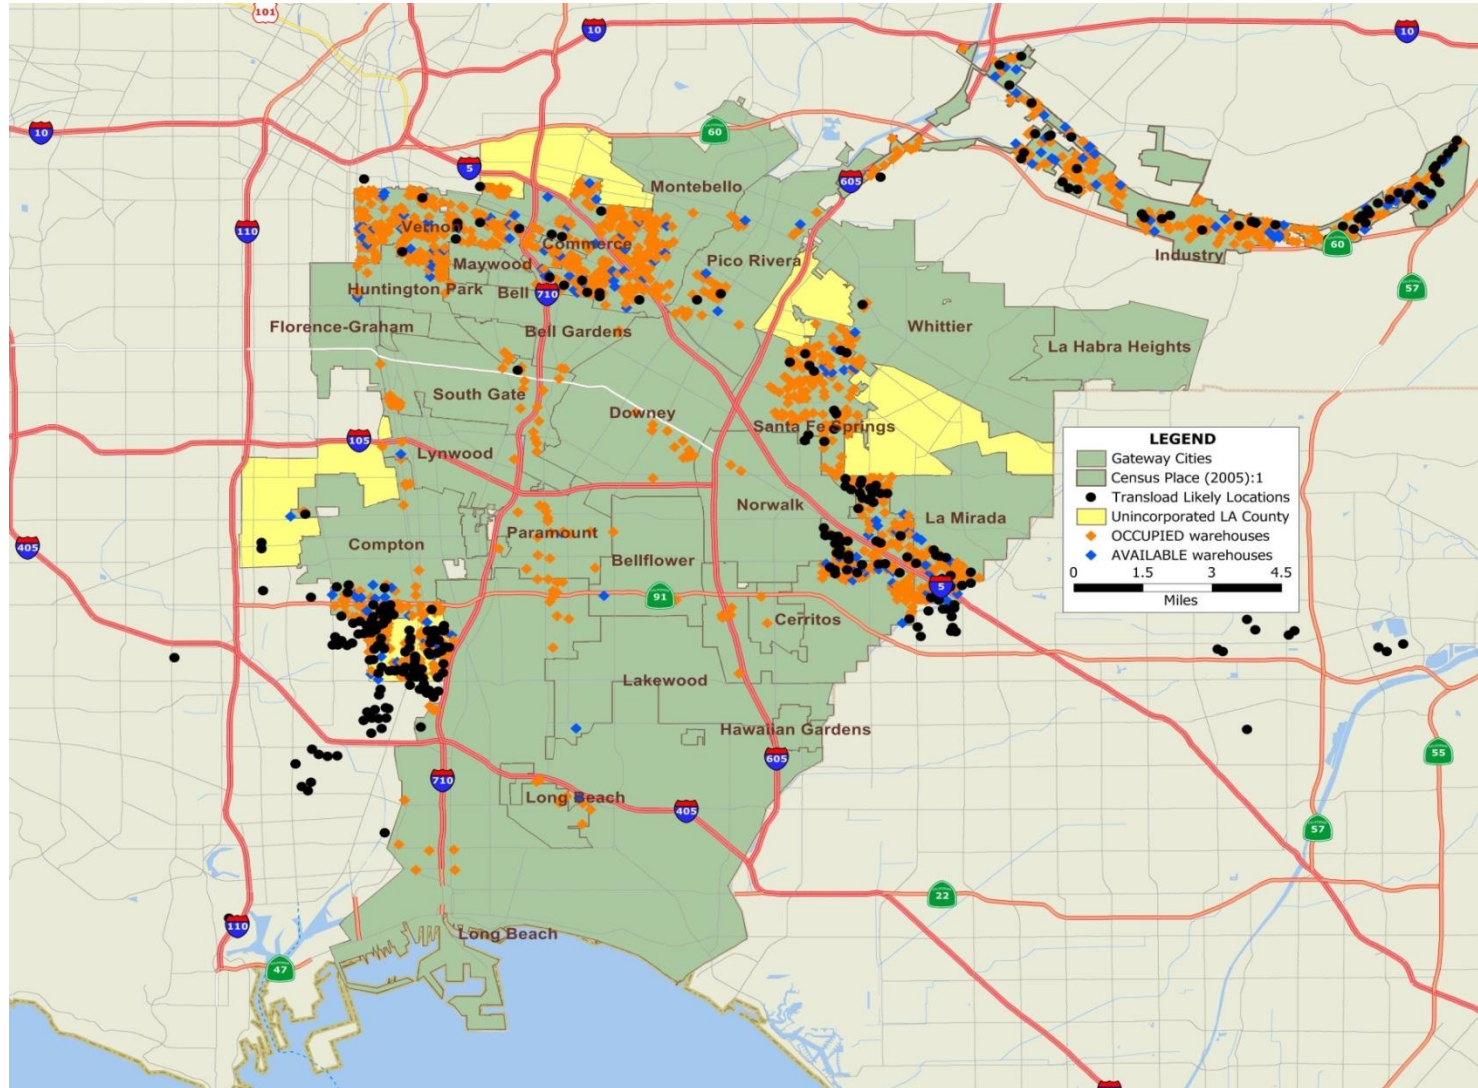 101
10
10
10
60
5
Montebello
605
110
Vernon
Commerce
Maywood
Pico Rivera
Industry
60
Huntington Park
Bell
710
57
Florence-Graham
Bell Gardens
Whittier
La Habra Heights
South Gate
Downey
Santa Fe Springs
105
Lynwood
LEGEND
Gateway Cities
Census Place (2005):1
Transload Likely Locations
Unincorporated LA County
OCCUPIED warehouses
AVAILABLE warehouses
0 1.5 3 4.5
Miles
Norwalk
La Mirada
405
Compton
Paramount
Bellflower
91
5
Cerritos
Lakewood
Hawaiian Gardens
605
55
710
Long Beach
405
57
22
110
Long Beach
47